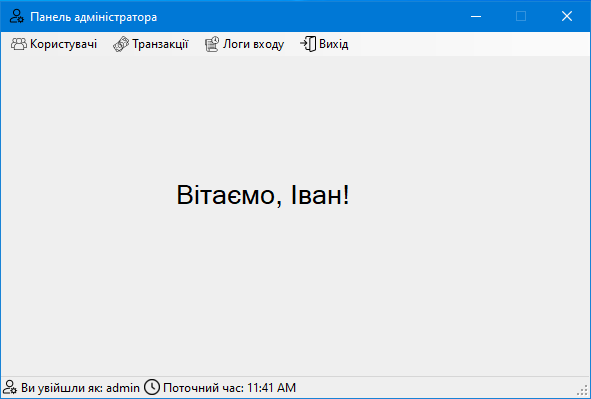 Панель адміністратора
Користувачі Транзакції Логи входу Вихід
Вітаємо, Іван!
Ви увійшли як: admin Поточний час: 11:41 AM